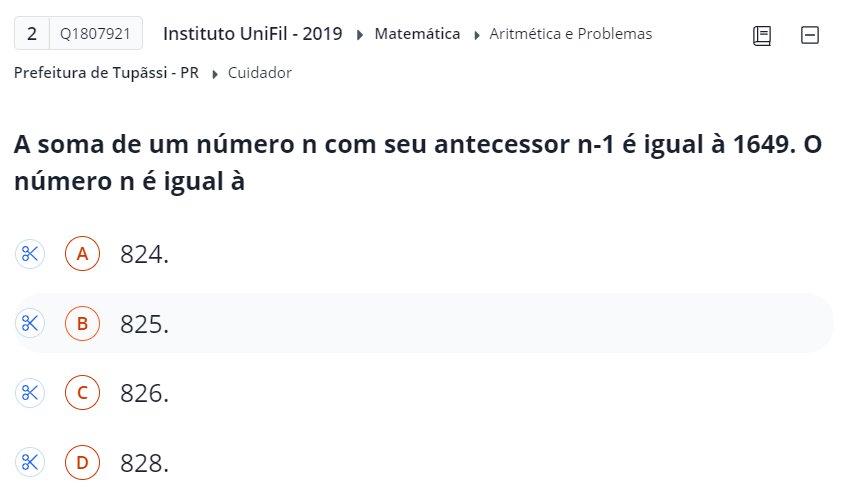 2 Q1807921 Instituto UniFil - 2019 Matemática Aritmética e Problemas
Prefeitura de Tupãssi - PR Cuidador
A soma de um número n com seu antecessor n-1 é igual à 1649. O
número n é igual à
A 824.
B 825.
C 826.
D 828.